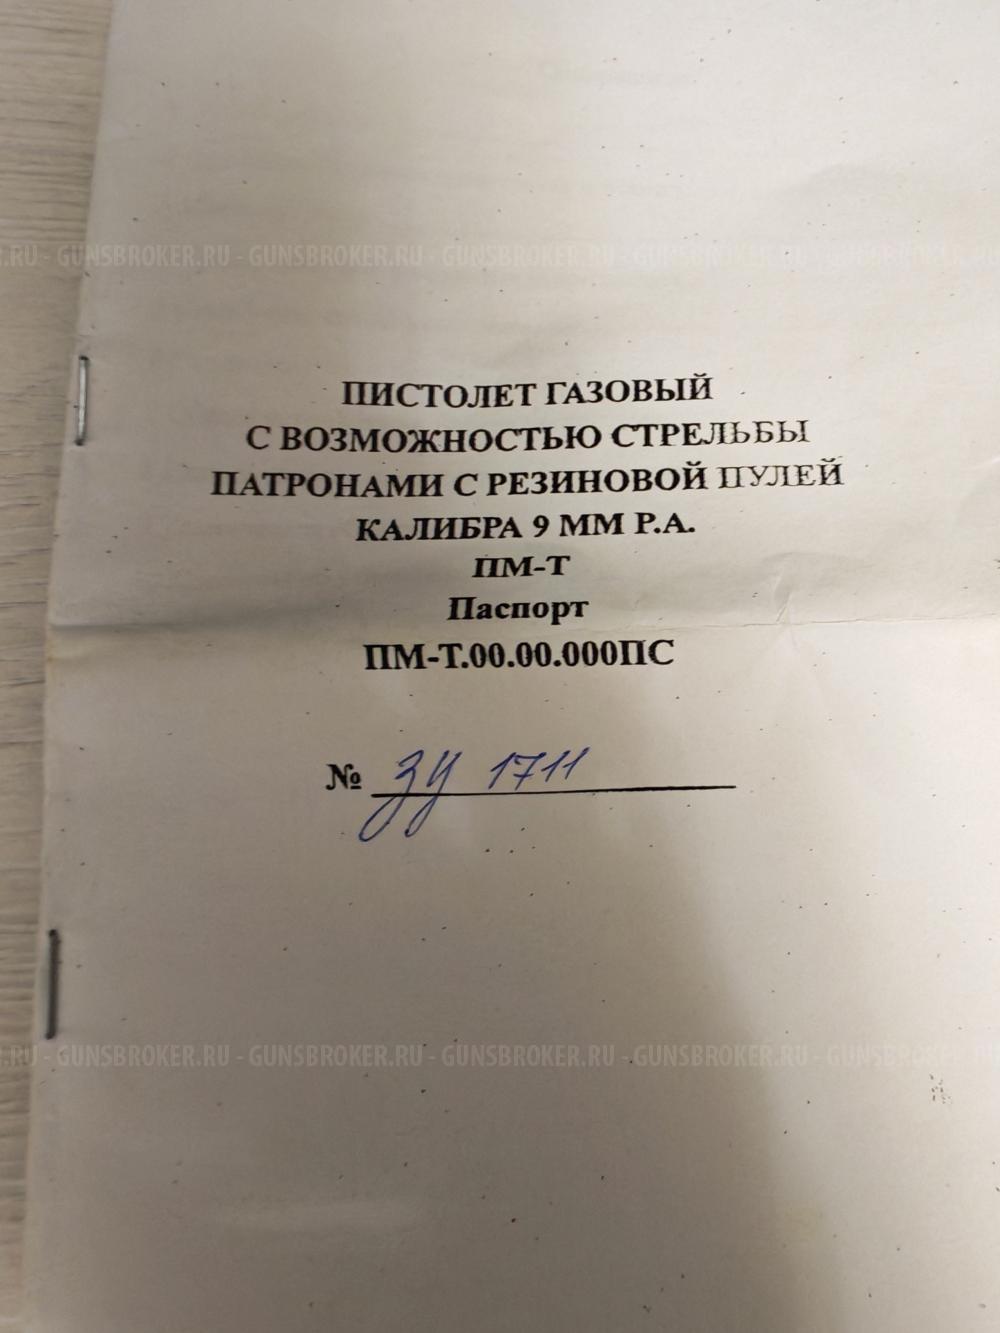 .RU - GUNSBROKER.RU - GUNSBROKER.RU - GUNSBROKER.RU - GUNSBROKER.RU - GUNSBROKER.RU
ПИСТОЛЕТ ГАЗОВЫЙ
С ВОЗМОЖНОСТЬЮ СТРЕЛЬБЫ
ПАТРОНАМИ С РЕЗИНОВОЙ ПУЛЕЙ
КАЛИБРА 9 ММ Р.А.
ПМ-Т
Паспорт
ПМ-Т.00.00.000ПС
№ ЗУ 1711
.RU - GUNSBROKER.RU - GUNSBROKER.RU - GUNSBROKER.RU - GUNSBROKER.RU - GUNSBROKER.RU